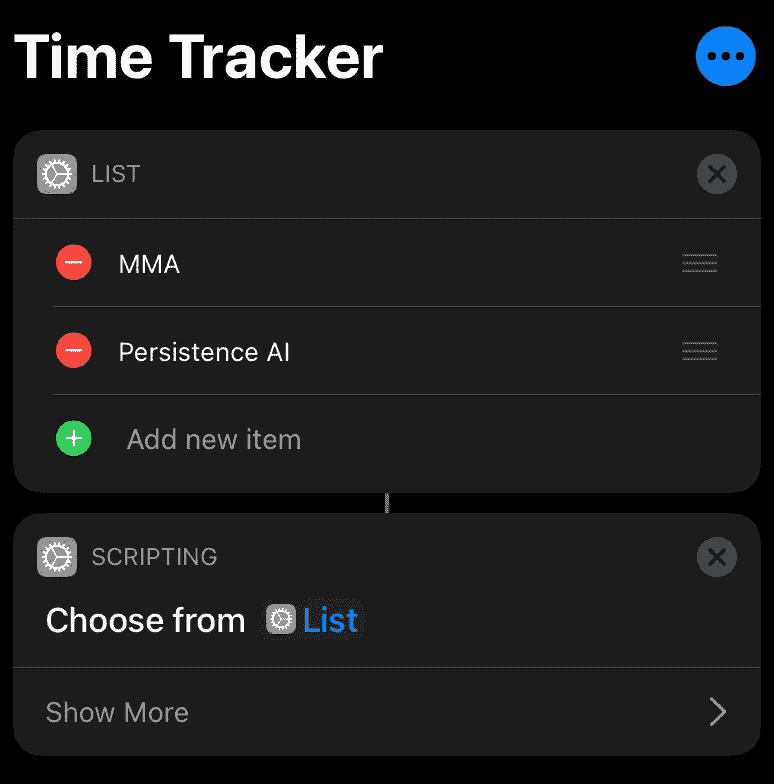 Time Tracker
LIST
MMA
Persistence AI
Add new item
SCRIPTING
Choose from List
Show More